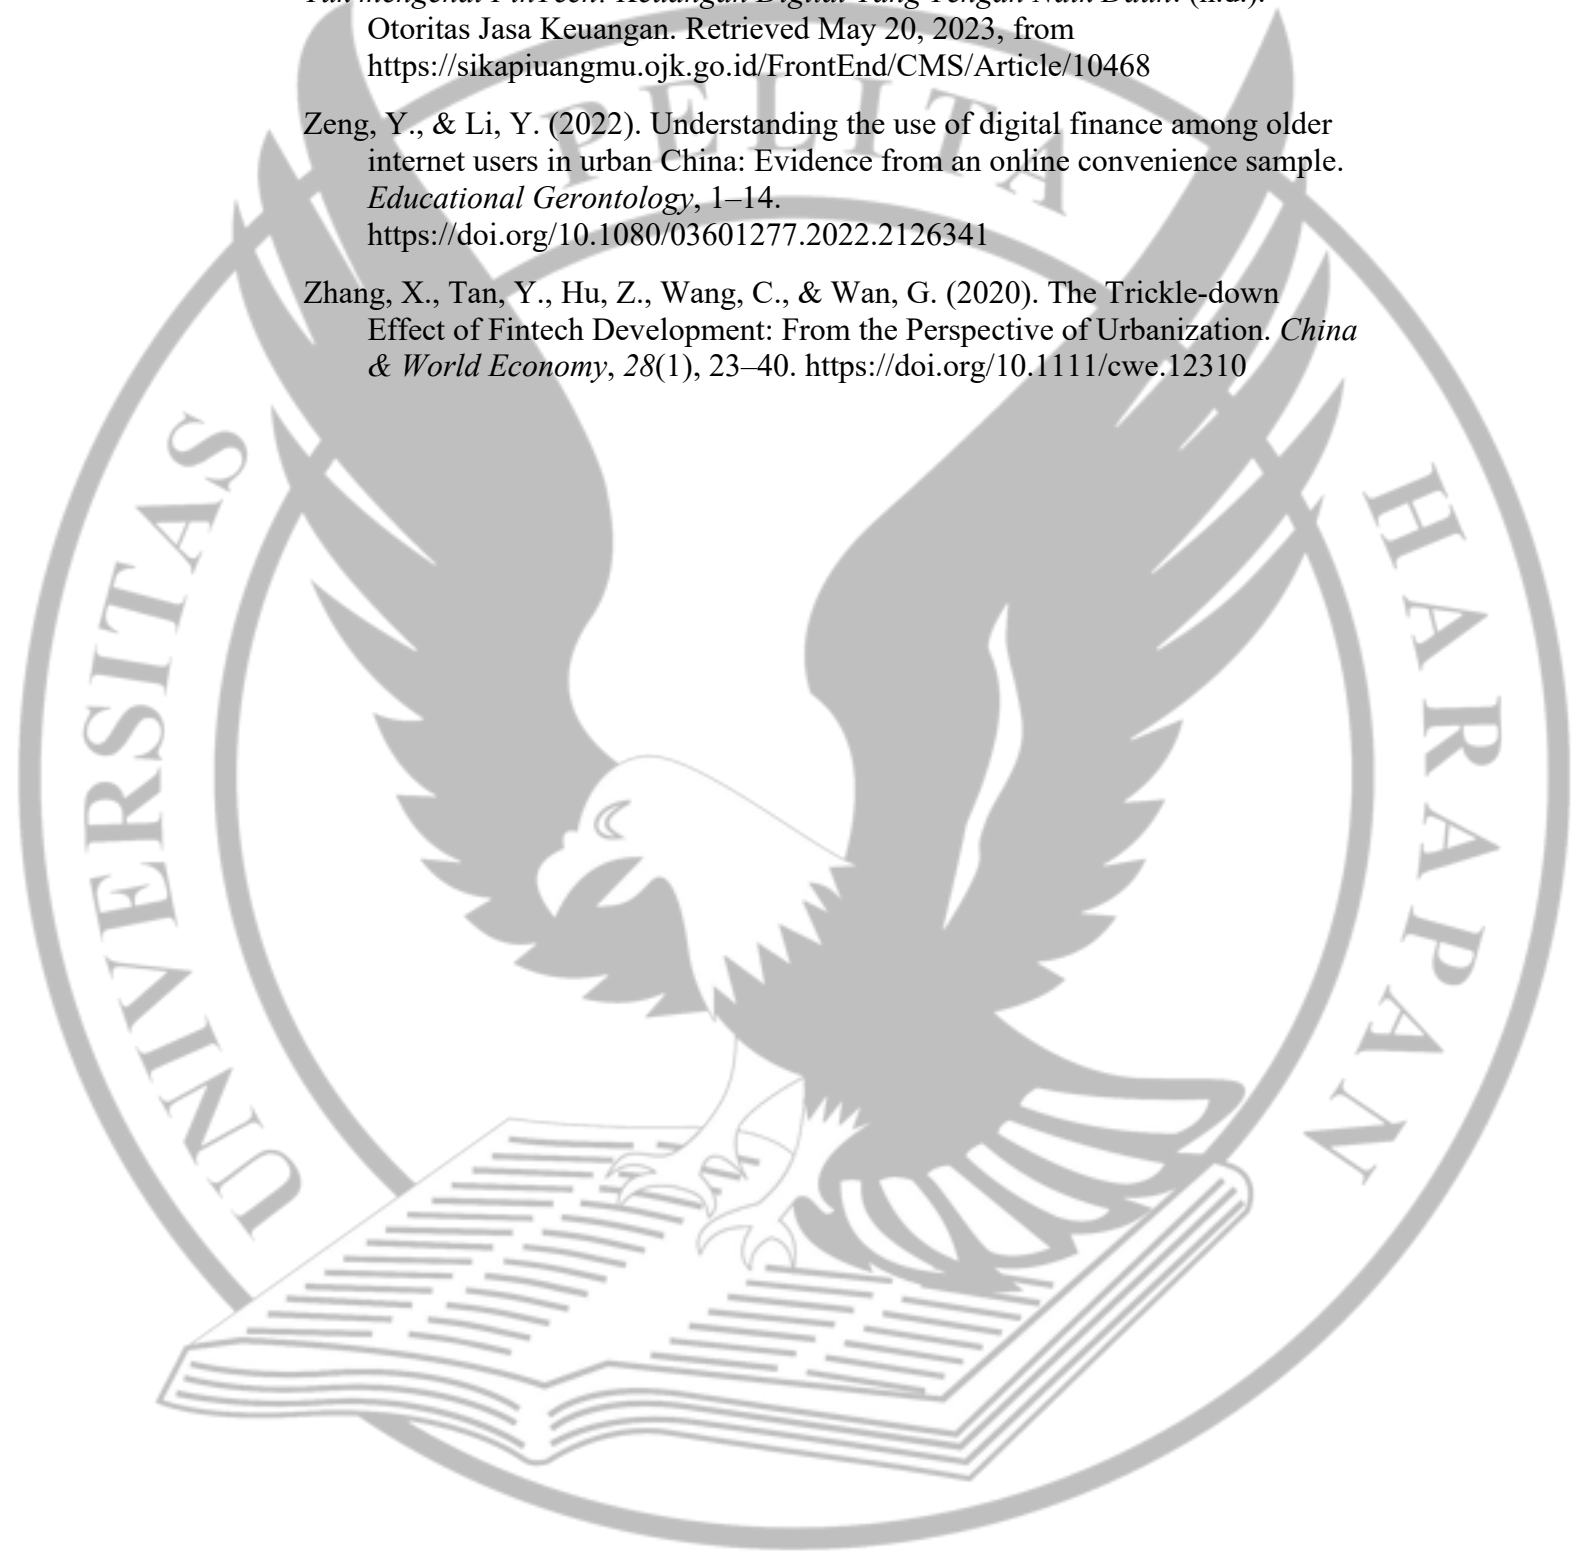 Otoritas Jasa Keuangan. Retrieved May 20, 2023, from
https://sikapiuangmu.ojk.go.id/FrontEnd/CMS/Article/10468
Zeng, Y., & Li, Y. (2022). Understanding the use of digital finance among older
internet users in urban China: Evidence from an online convenience sample.
Educational Gerontology, 1–14.
https://doi.org/10.1080/03601277.2022.2126341
Zhang, X., Tan, Y., Hu, Z., Wang, C., & Wan, G. (2020). The Trickle-down
Effect of Fintech Development: From the Perspective of Urbanization. China
& World Economy, 28(1), 23–40. https://doi.org/10.1111/cwe.12310
UNIVERSITAS
PELITA
HARAPAN